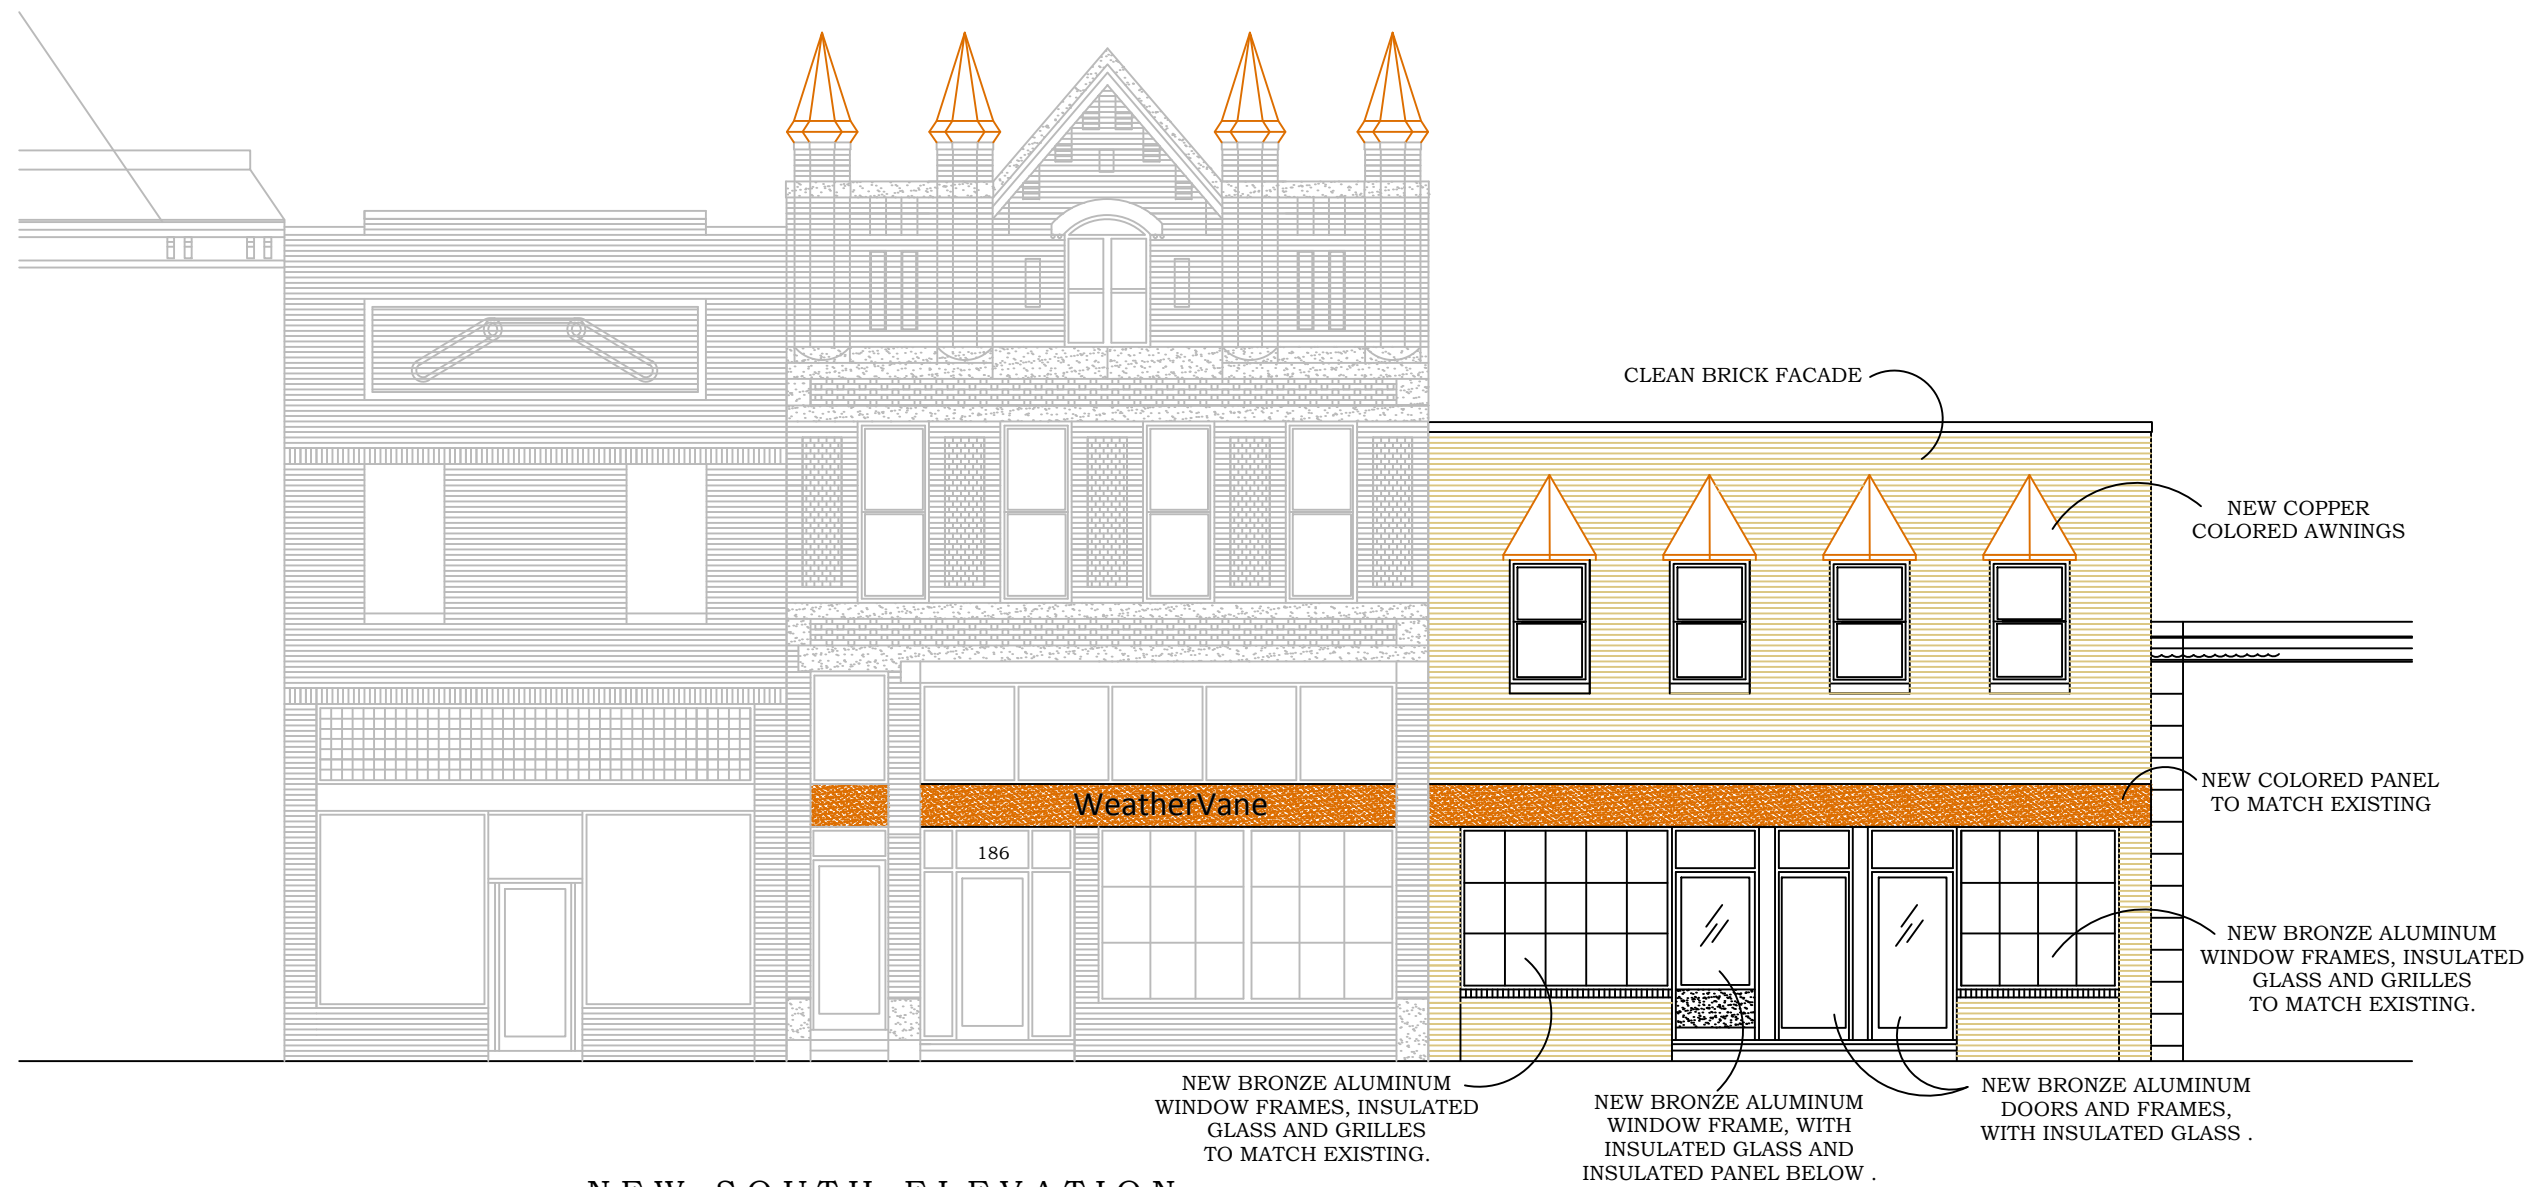 CLEAN BRICK FACADE
NEW COPPER
COLORED AWNINGS
NEW COLORED PANEL
TO MATCH EXISTING
WeatherVane
186
NEW BRONZE ALUMINUM
WINDOW FRAMES, INSULATED
GLASS AND GRILLES
TO MATCH EXISTING.
NEW BRONZE ALUMINUM
WINDOW FRAMES, INSULATED
GLASS AND GRILLES
TO MATCH EXISTING.
NEW BRONZE ALUMINUM
WINDOW FRAME, WITH
INSULATED GLASS AND
INSULATED PANEL BELOW .
NEW BRONZE ALUMINUM
DOORS AND FRAMES,
WITH INSULATED GLASS .
NEW SOUTH ELEVATION